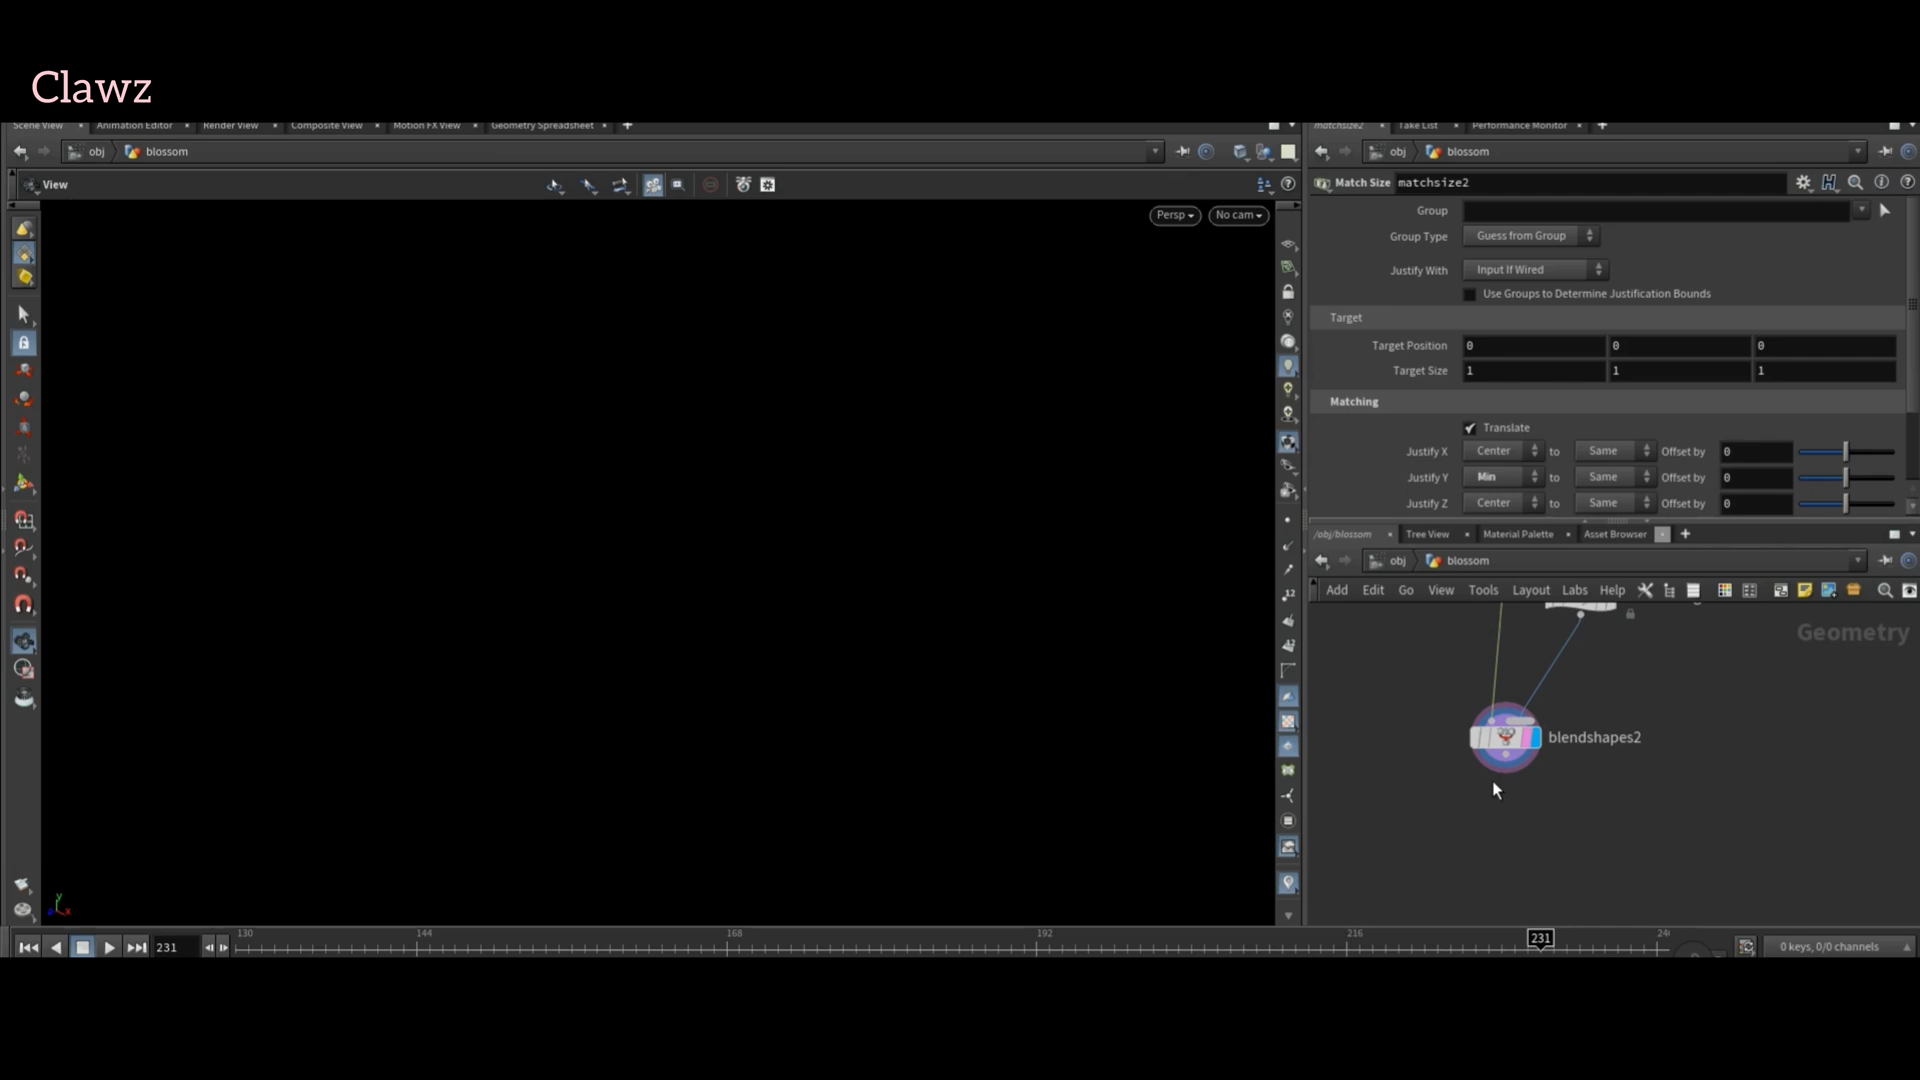 Clawz
Scene View Animation Editor Render View Composite View Motion FX View Geometry Spreadsheet
matchsize2 Take List Performance Monitor
obj blossom
obj blossom
View
Match Size matchsize2
Persp No cam
Group
Group Type Guess from Group
Justify With Input If Wired
Use Groups to Determine Justification Bounds
Target
Target Position 0 0 0
Target Size 1 1 1
Matching
Translate
Justify X Center to Same Offset by 0
Justify Y Min to Same Offset by 0
Justify Z Center to Same Offset by 0
/obj/blossom Tree View Material Palette Asset Browser
obj blossom
Add Edit Go View Tools Layout Labs Help
Geometry
blendshapes2
231 130 144 168 192 216 231
0 keys, 0/0 channels